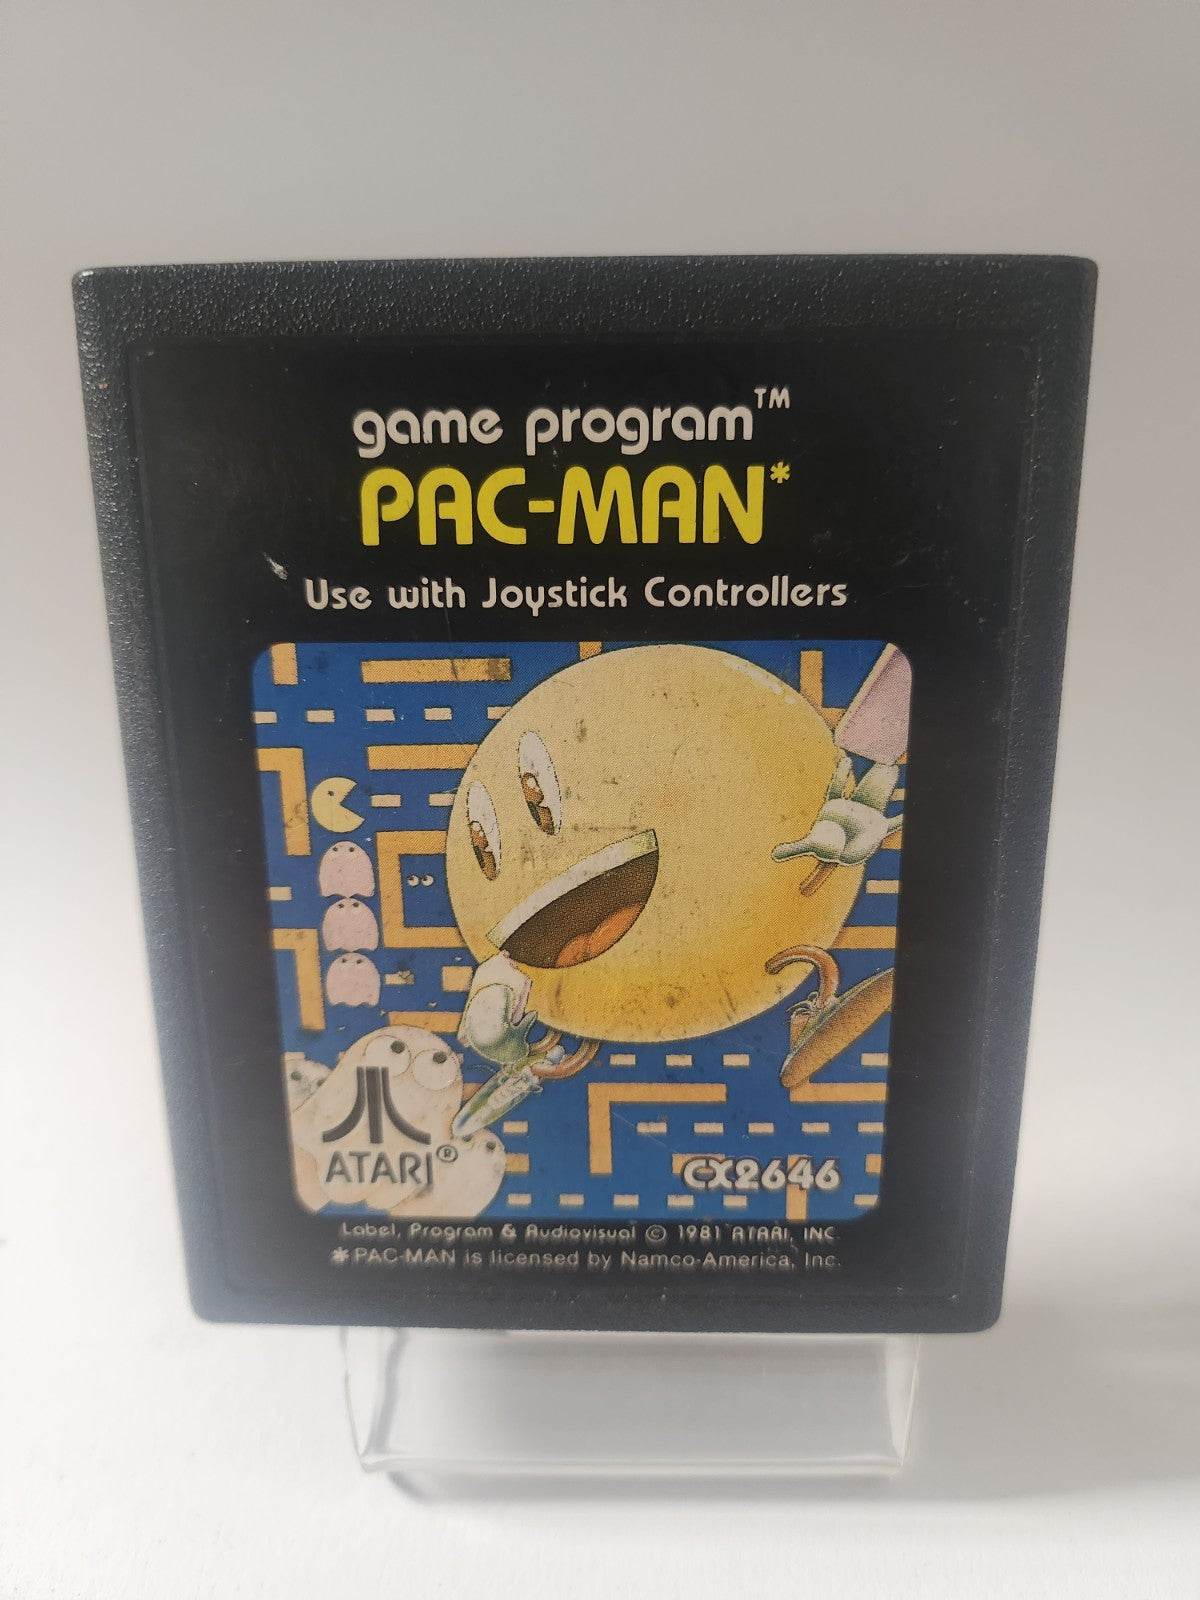 game program™
PAC-MAN*
Use with Joystick Controllers
ATARI®
CX2646
Label, Program & Audiovisual © 1981 ATARI, INC.
*PAC-MAN is licensed by Namco-America, Inc.